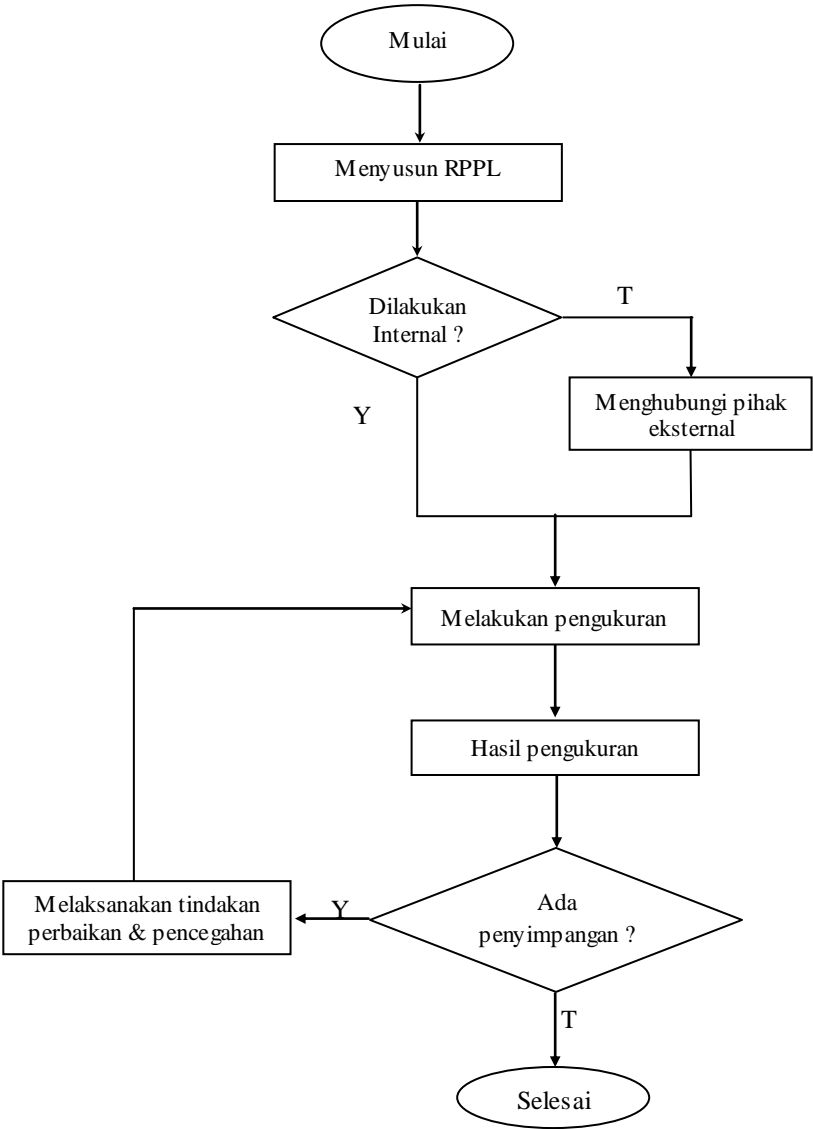 Mulai
Menyusun RPPL
Dilakukan
Internal ?
T
Y
Menghubungi pihak
eksternal
Melakukan pengukuran
Hasil pengukuran
Ada
penyimpangan ?
Y
Melaksanakan tindakan
perbaikan & pencegahan
T
Selesai